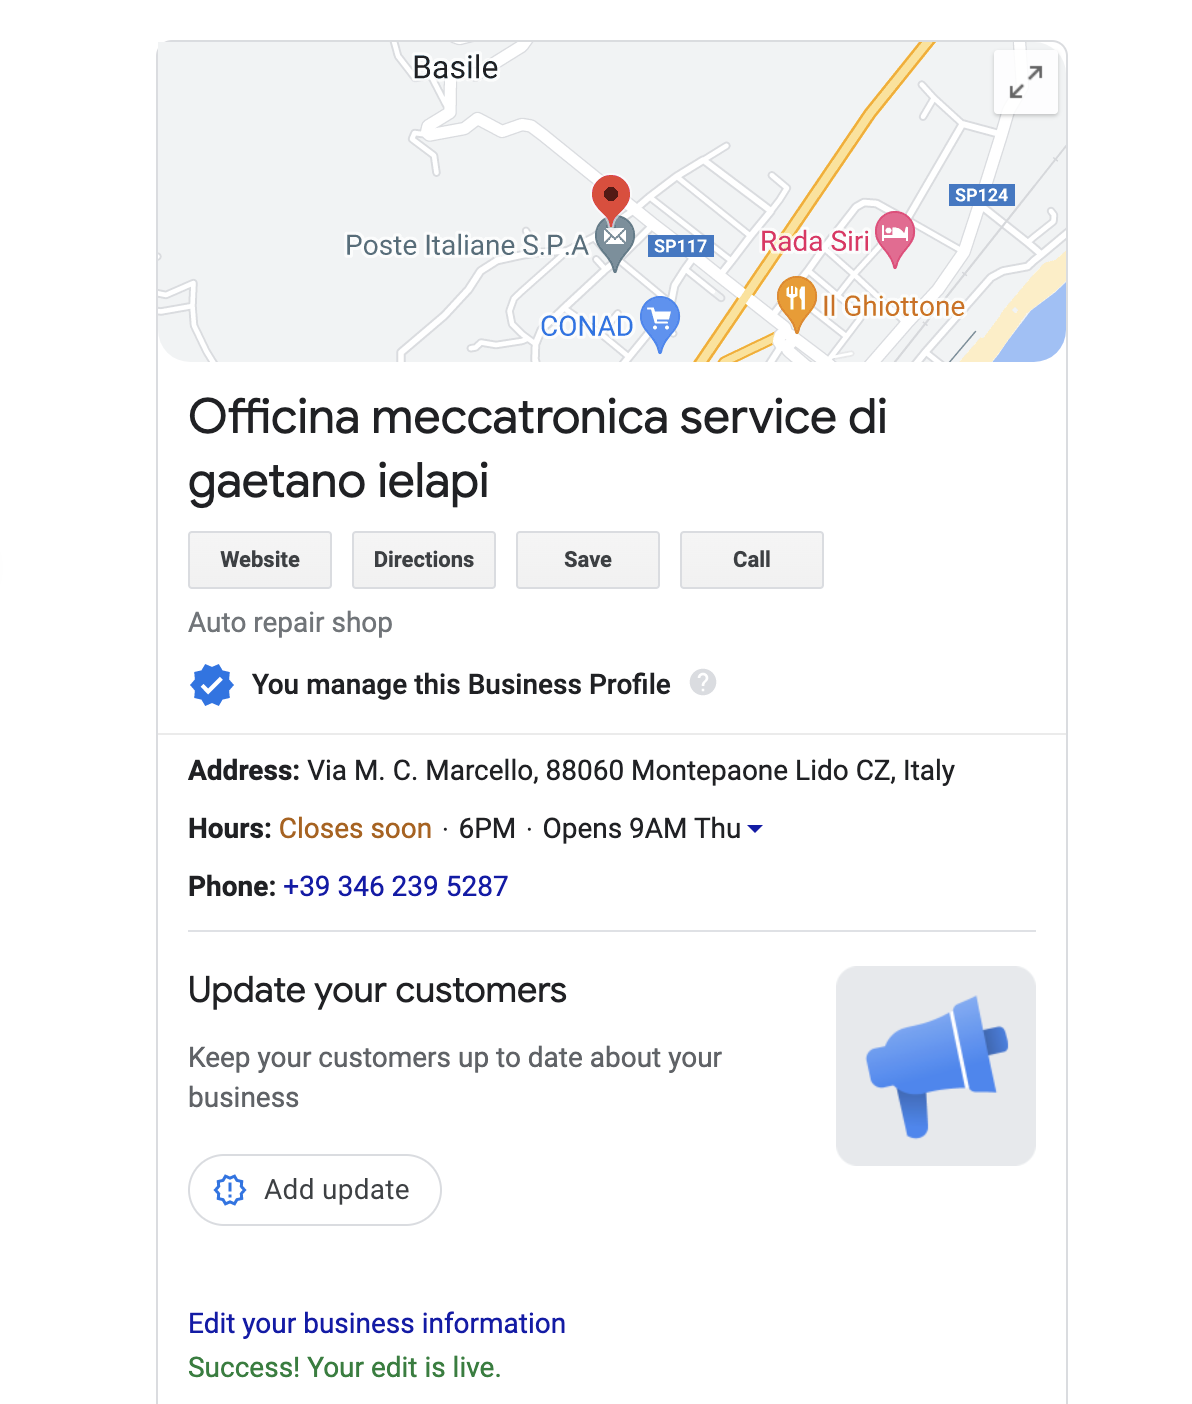 Basile
SP124
Poste Italiane S.P.A
SP117
Rada Siri
Il Ghiottone
CONAD
Officina meccatronica service di
gaetano ielapi
Website
Directions
Save
Call
Auto repair shop
You manage this Business Profile ?
Address: Via M. C. Marcello, 88060 Montepaone Lido CZ, Italy
Hours: Closes soon · 6PM · Opens 9AM Thu
Phone: +39 346 239 5287
Update your customers
Keep your customers up to date about your
business
Add update
Edit your business information
Success! Your edit is live.